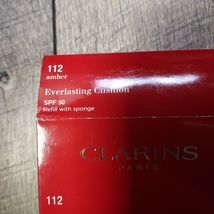 112
amber
Everlasting Cushion
SPF 50
Refill with sponge
CLARINS
PARIS
112